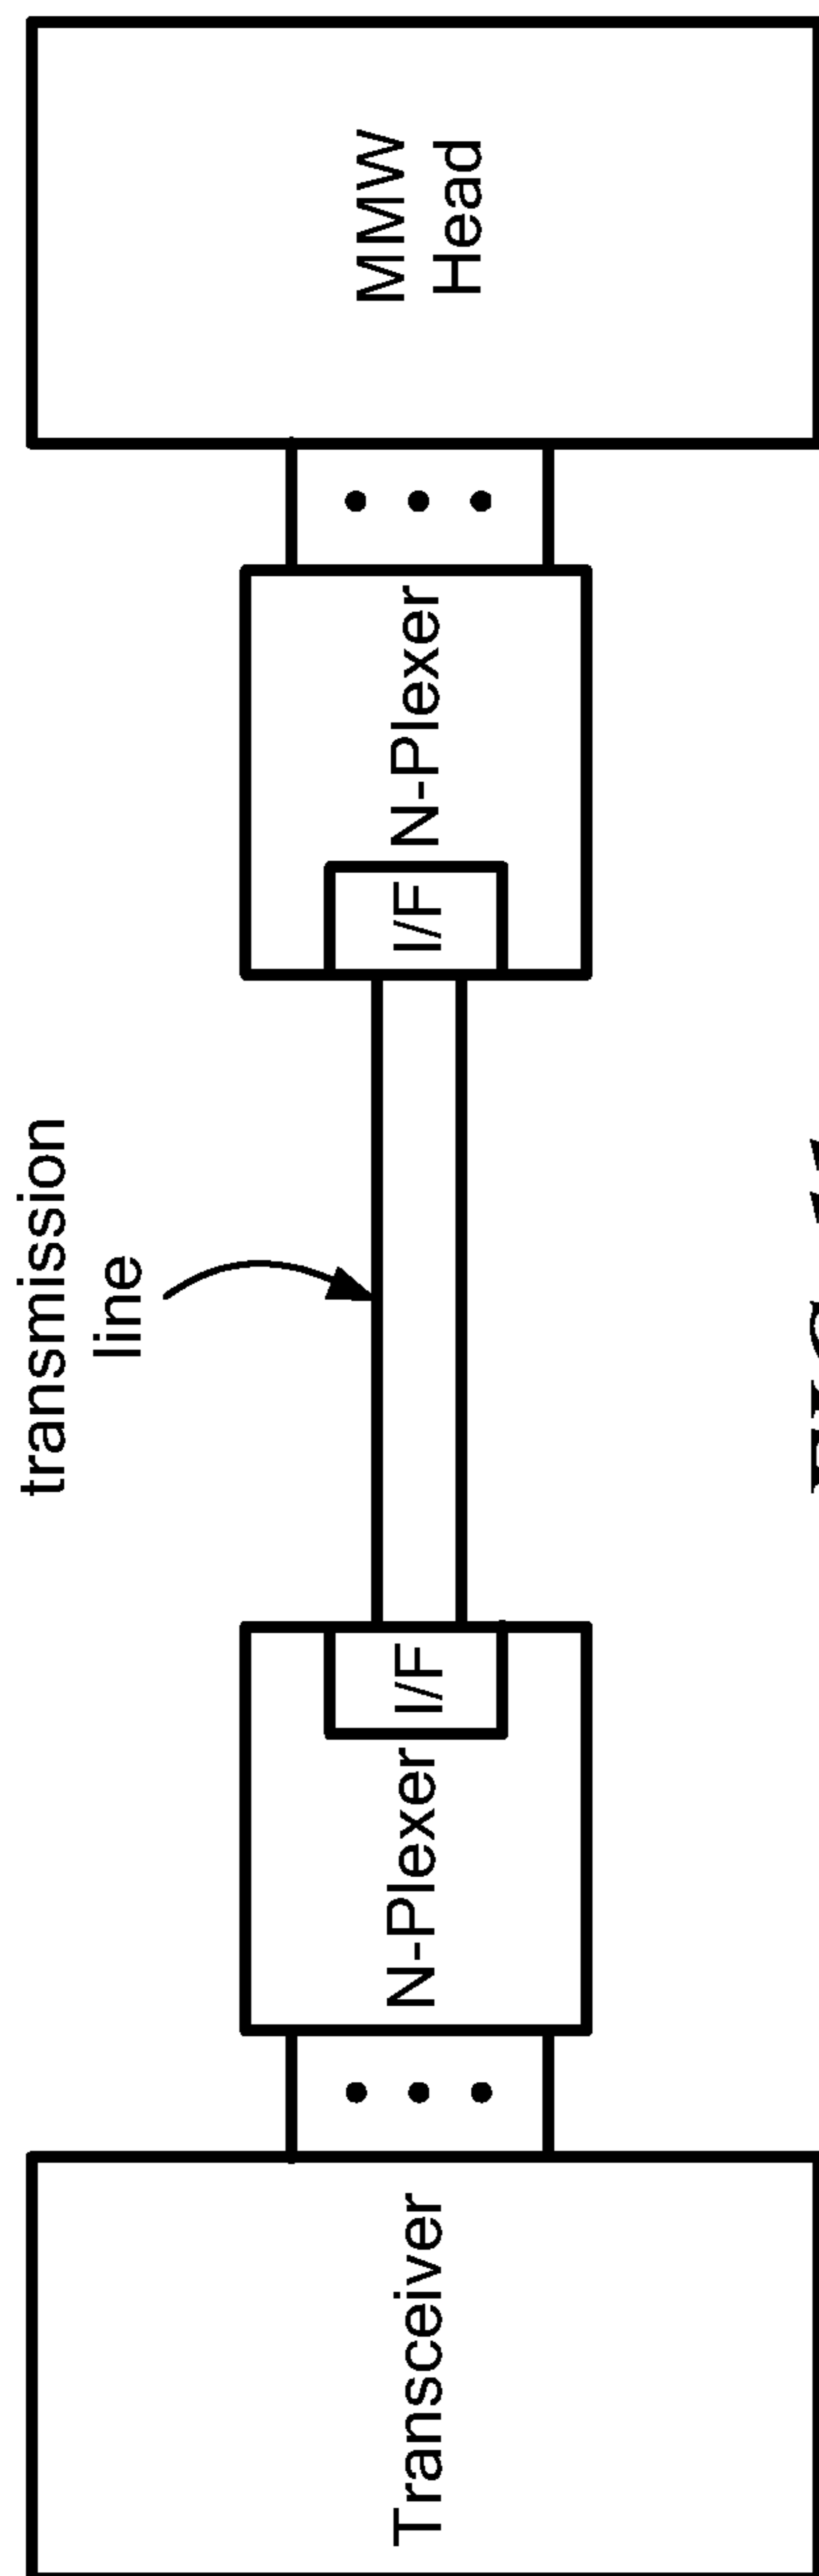 transmission
line
Transceiver
N-Plexer
I/F
I/F
N-Plexer
MMW
Head